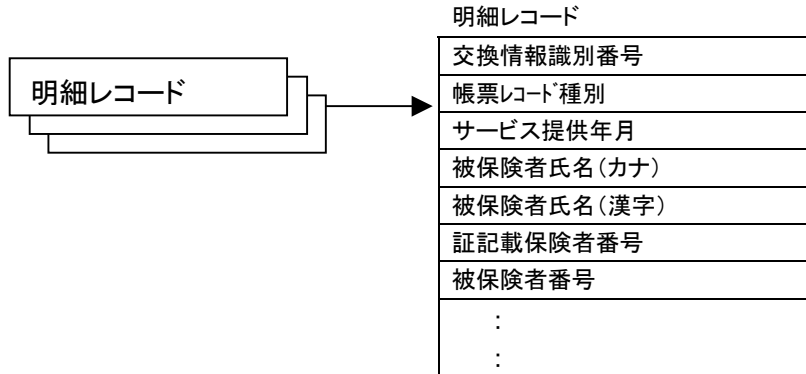 明細レコード
明細レコード
交換情報識別番号
帳票ﾚｺｰﾄﾞ種別
サービス提供年月
被保険者氏名（カナ）
被保険者氏名（漢字）
証記載保険者番号
被保険者番号
：
：